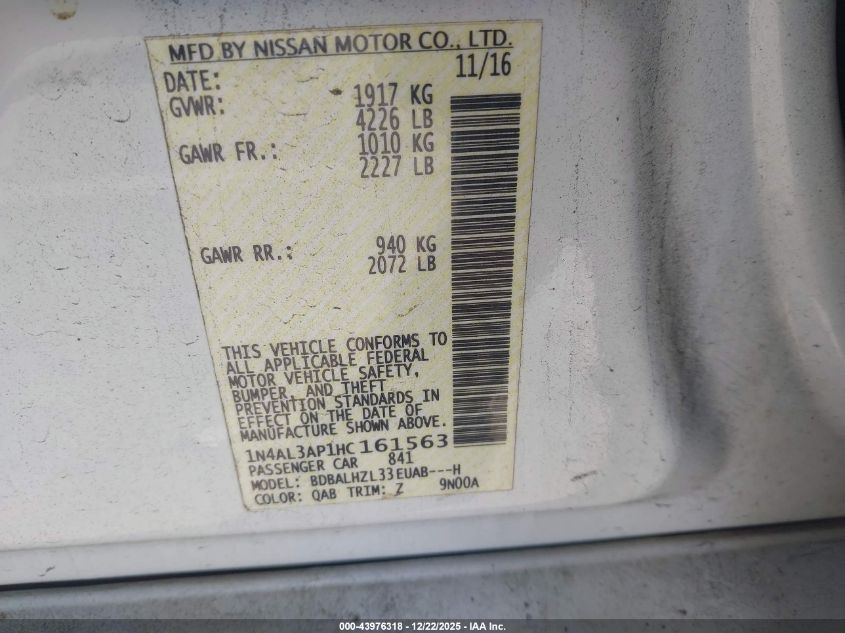 MFD BY NISSAN MOTOR CO., LTD.
DATE: 11/16
GVWR: 1917 KG
4226 LB
GAWR FR.: 1010 KG
2227 LB
GAWR RR.: 940 KG
2072 LB
THIS VEHICLE CONFORMS TO
ALL APPLICABLE FEDERAL
MOTOR VEHICLE SAFETY,
BUMPER, AND THEFT
PREVENTION STANDARDS IN
EFFECT ON THE DATE OF
MANUFACTURE SHOWN ABOVE.
1N4AL3AP1HC161563
PASSENGER CAR 841
MODEL: BDBALHZL33EUAB---H
COLOR: QAB TRIM: Z 9N00A
000-43976318 - 12/22/2025 - IAA Inc.